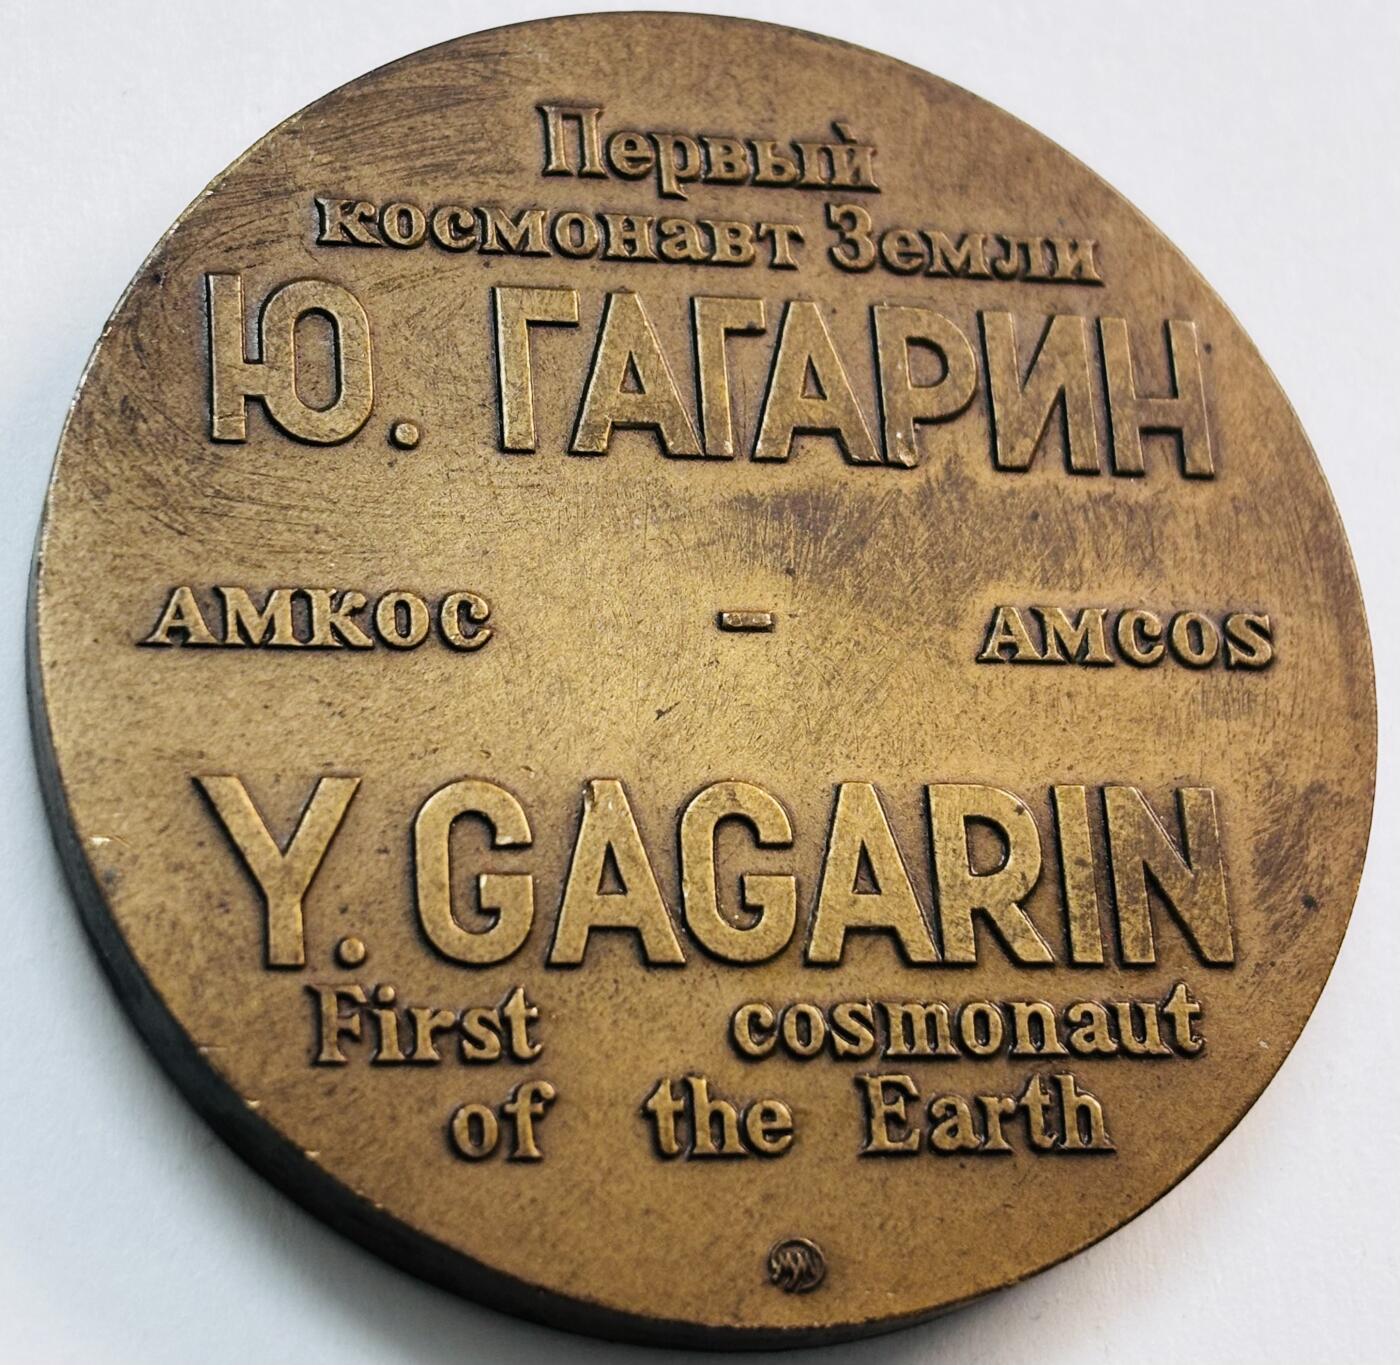 Первый
космонавт Земли
Ю. ГАГАРИН
АМКОС - AMCOS
Y. GAGARIN
First cosmonaut
of the Earth